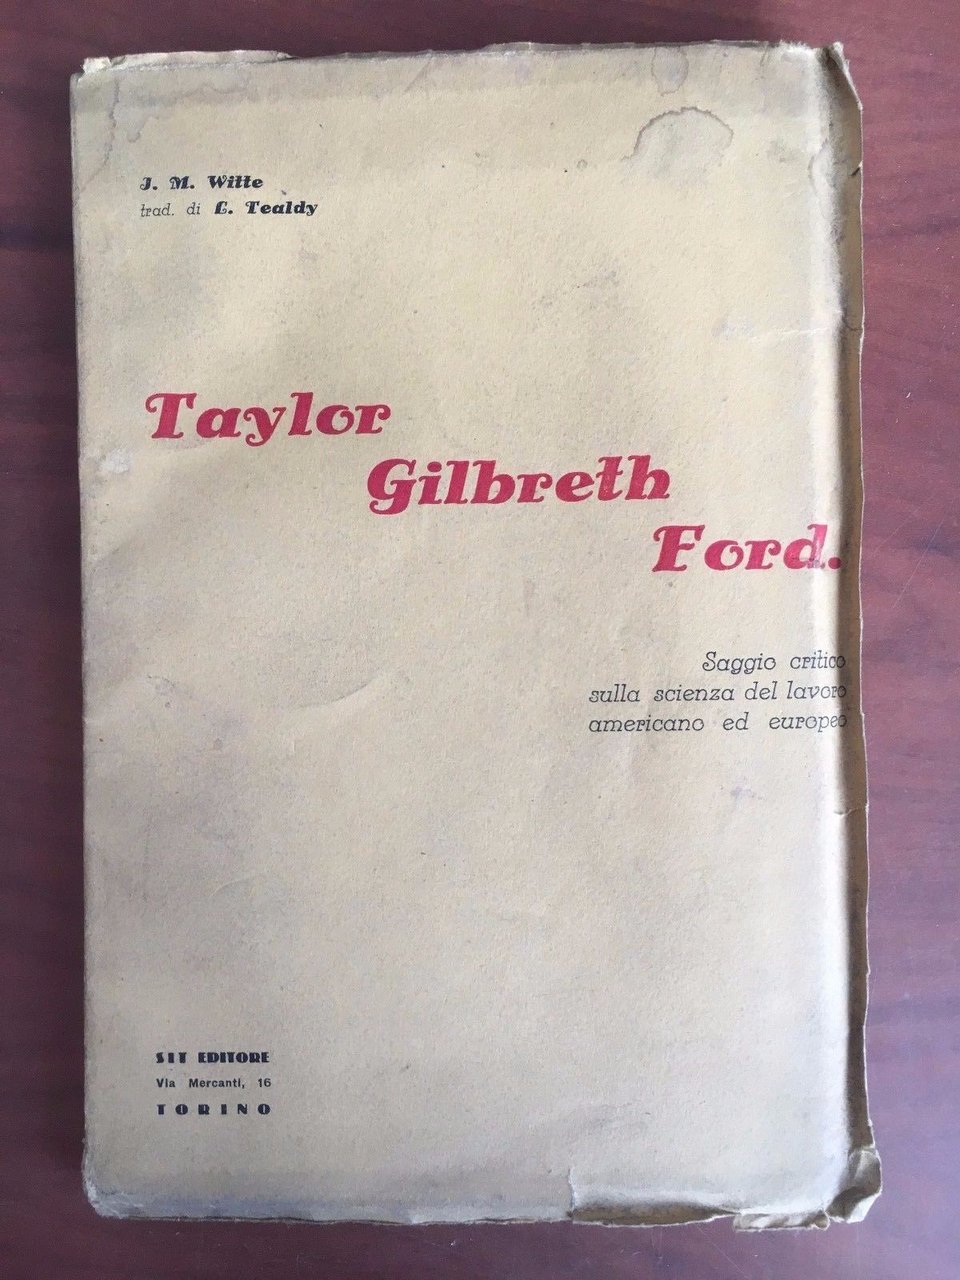 J. M. Witte
trad. di L. Tealdy
Taylor
Gilbreth
Ford.
Saggio critico
sulla scienza del lavoro
americano ed europeo
SIT EDITORE
Via Mercanti, 16
TORINO